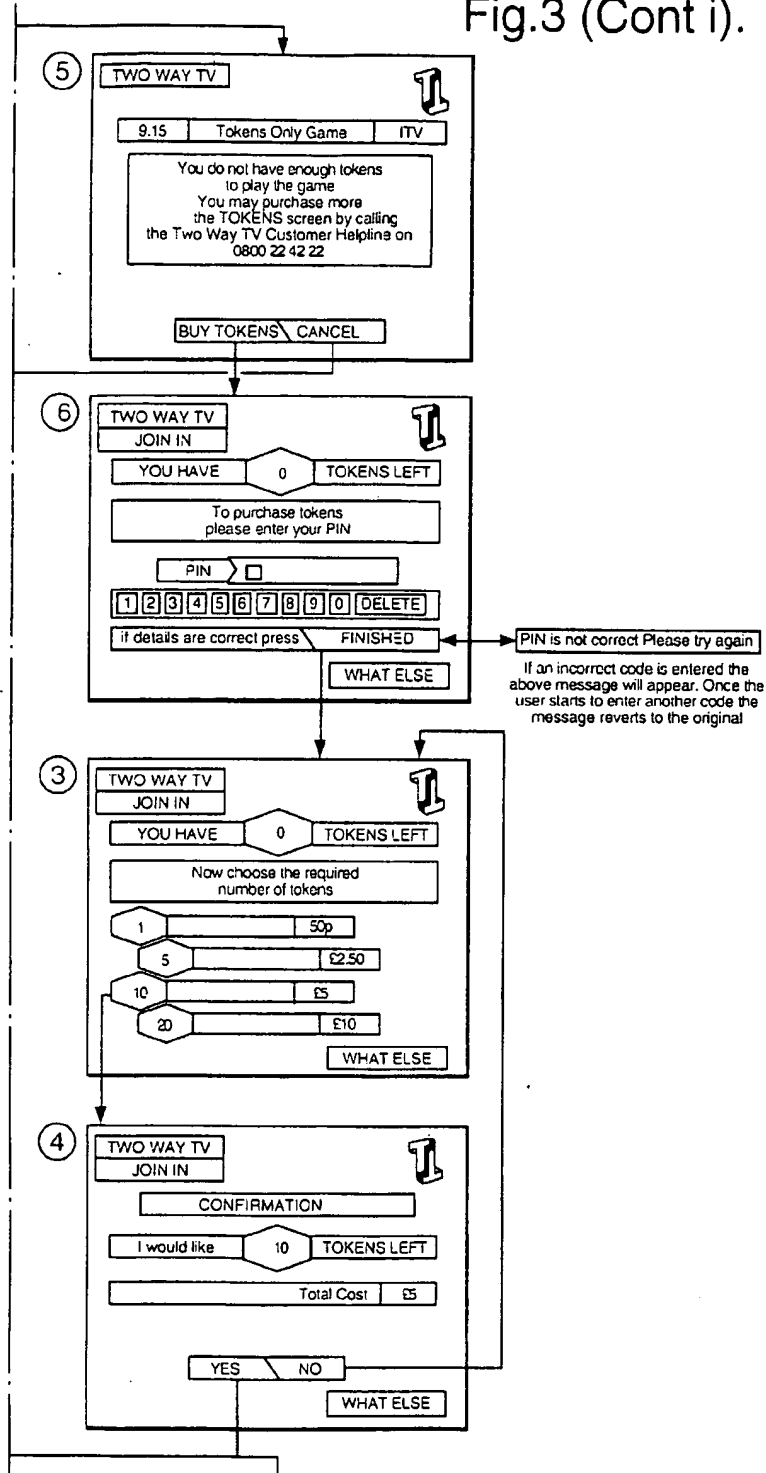 Fig.3 (Cont i).
5
TWO WAY TV
9.15 Tokens Only Game ITV
You do not have enough tokens
to play the game
You may purchase more
the TOKENS screen by calling
the Two Way TV Customer Helpline on
0800 22 42 22
BUY TOKENS CANCEL
6
TWO WAY TV
JOIN IN
YOU HAVE 0 TOKENS LEFT
To purchase tokens
please enter your PIN
PIN
1 2 3 4 5 6 7 8 9 0 DELETE
if details are correct press FINISHED
WHAT ELSE
PIN is not correct Please try again
If an incorrect code is entered the
above message will appear. Once the
user starts to enter another code the
message reverts to the original
3
TWO WAY TV
JOIN IN
YOU HAVE 0 TOKENS LEFT
Now choose the required
number of tokens
1 50p
5 £2.50
10 £5
20 £10
WHAT ELSE
4
TWO WAY TV
JOIN IN
CONFIRMATION
I would like 10 TOKENS LEFT
Total Cost £5
YES NO
WHAT ELSE